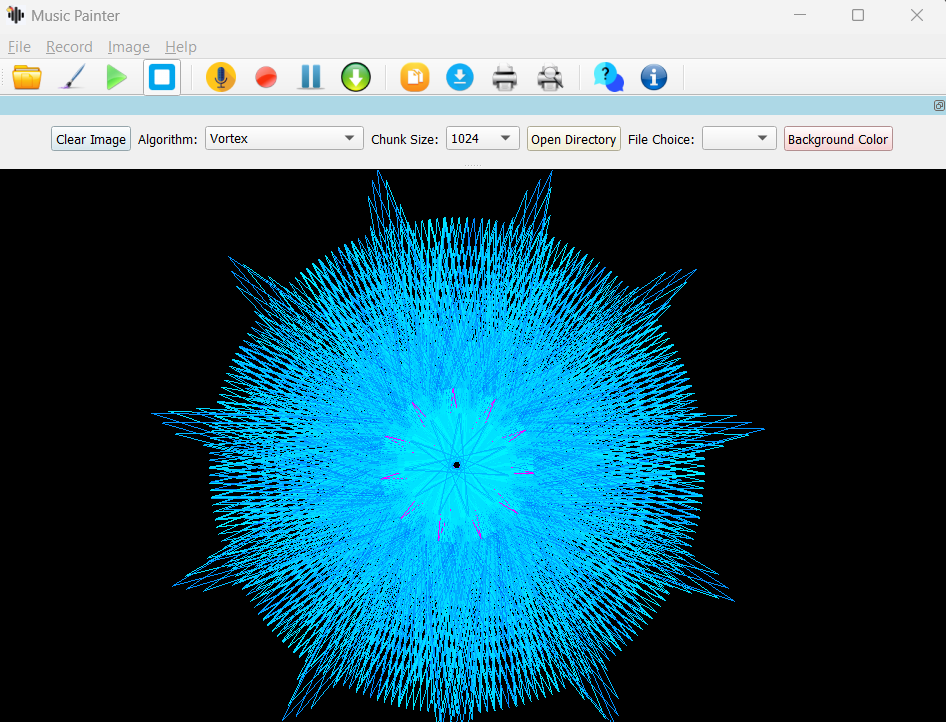 Music Painter
File Record Image Help
Clear Image Algorithm: Vortex Chunk Size: 1024 Open Directory File Choice: Background Color